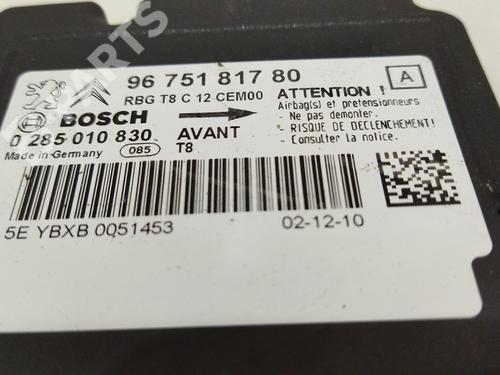 96 751 817 80
RBG T8 C 12 CEM00
BOSCH
0 285 010 830
AVANT
Made in Germany
085
T8
ATTENTION !
A
Airbag(s) et pretensionneurs
- Ne pas demonter.
- RISQUE DE DECLENCHEMENT!
- Consulter la notice.
5E YBXB 0051453
02-12-10
PARTS